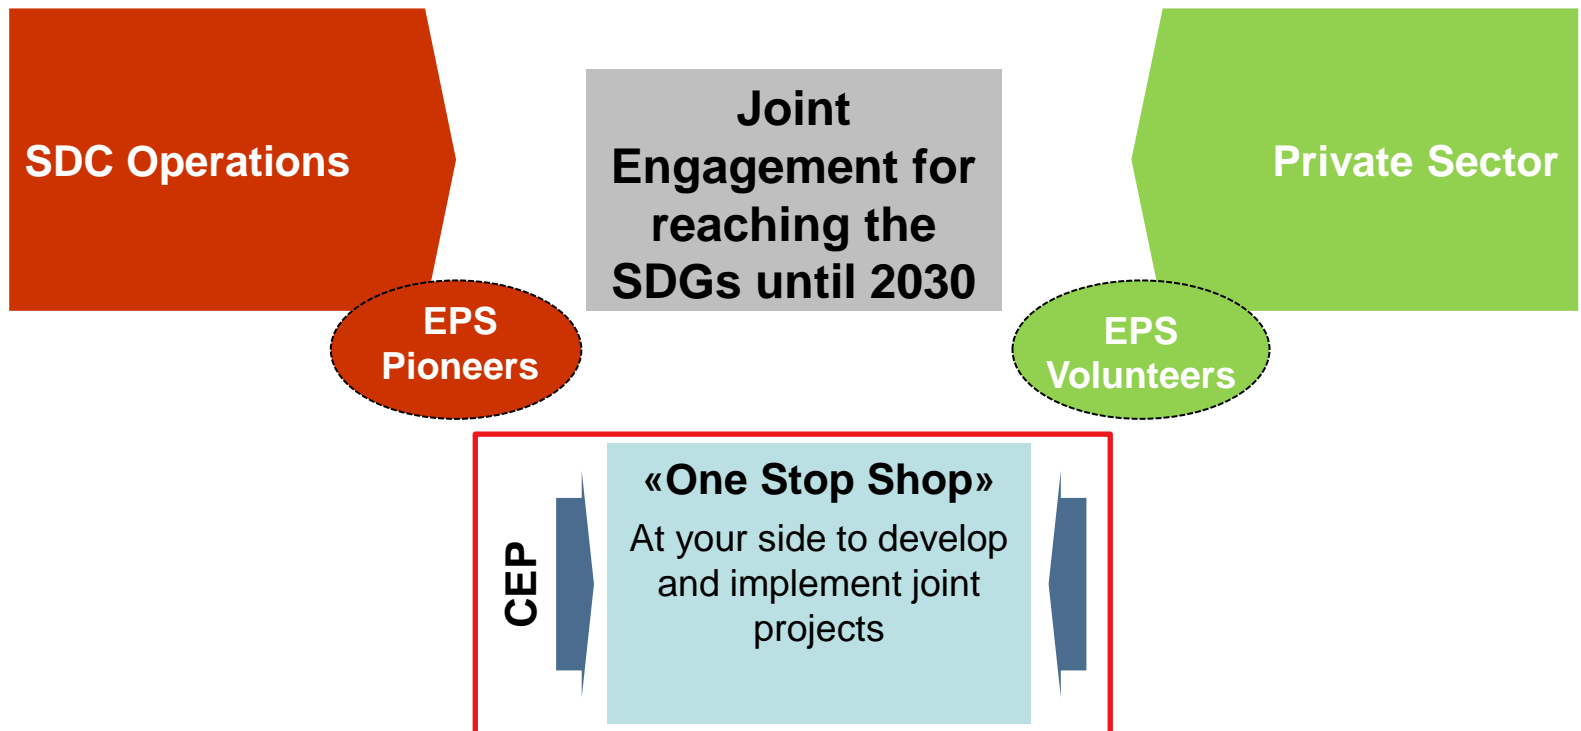 SDC Operations
Joint
Engagement for
reaching the
SDGs until 2030
Private Sector
EPS
Pioneers
EPS
Volunteers
CEP
«One Stop Shop»
At your side to develop
and implement joint
projects